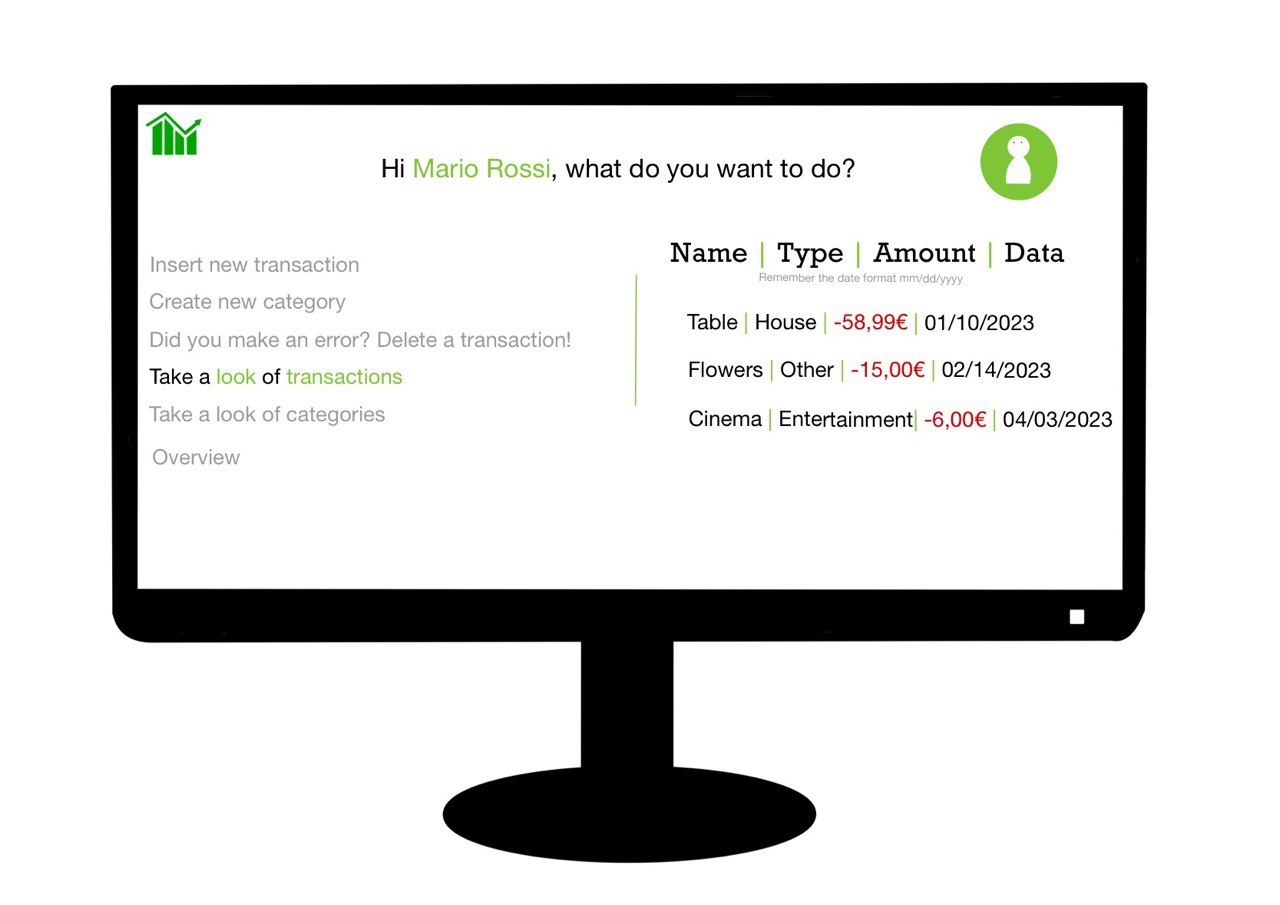 Hi Mario Rossi, what do you want to do?
Insert new transaction
Create new category
Did you make an error? Delete a transaction!
Take a look of transactions
Take a look of categories
Overview
Name | Type | Amount | Data
Remember the date format mm/dd/yyyy
Table | House | -58,99€ | 01/10/2023
Flowers | Other | -15,00€ | 02/14/2023
Cinema | Entertainment| -6,00€ | 04/03/2023